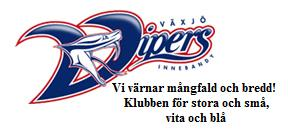 VÄXJÖ
Vipers
INNEBANDY
Vi värnar mångfald och bredd!
Klubben för stora och små,
vita och blå